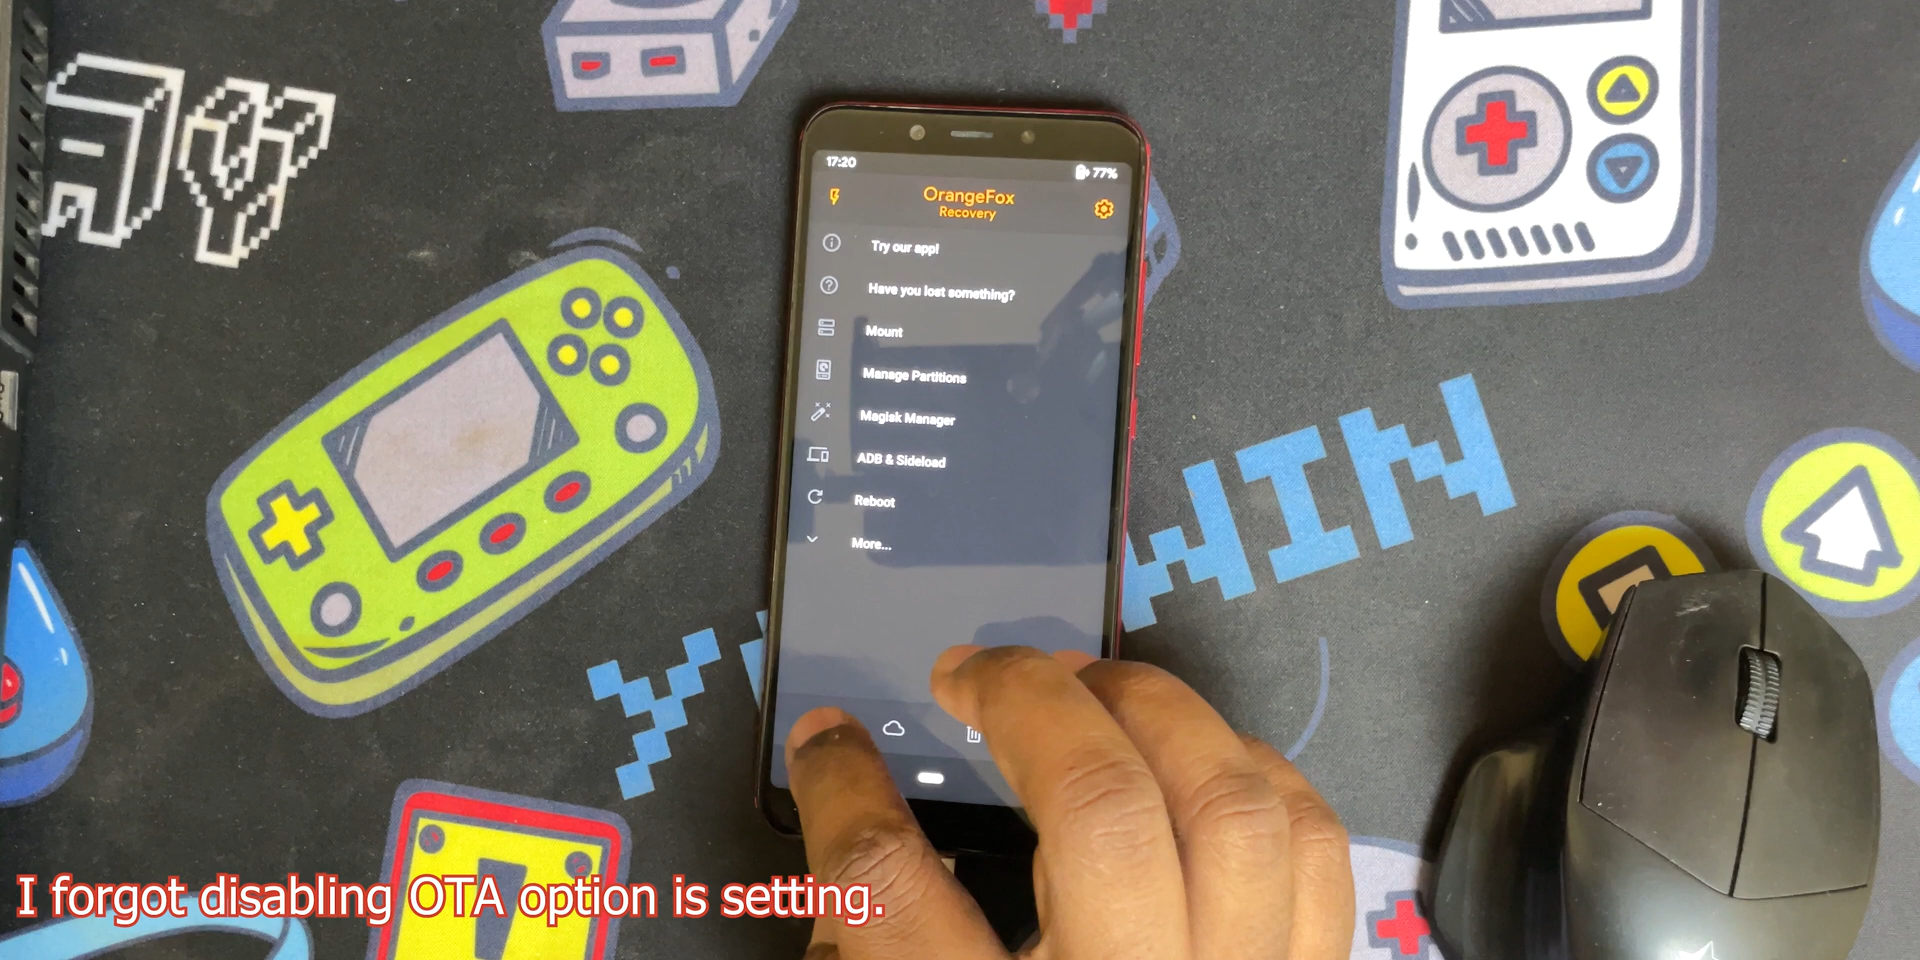 17:20
77%
OrangeFox
Recovery
Try our app!
Have you lost something?
Mount
Manage Partitions
Magisk Manager
ADB & Sideload
Reboot
More...
WIN
I forgot disabling OTA option is setting.